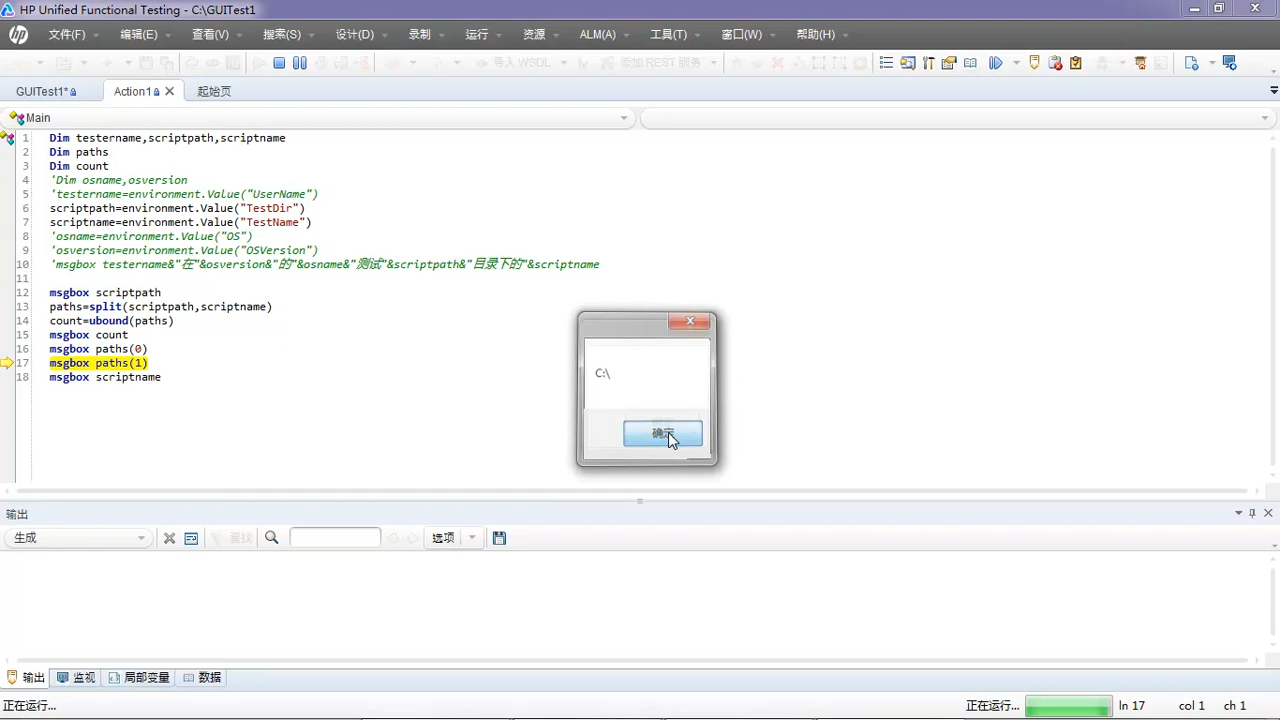 HP Unified Functional Testing - C:\GUITest1
文件(F) 编辑(E) 查看(V) 搜索(S) 设计(D) 录制 运行 资源 ALM(A) 工具(T) 窗口(W) 帮助(H)
导入 WSDL 添加 REST 服务
GUITest1* Action1 起始页
Main
1 Dim testername,scriptpath,scriptname
2 Dim paths
3 Dim count
4 'Dim osname,osversion
5 'testername=environment.Value("UserName")
6 scriptpath=environment.Value("TestDir")
7 scriptname=environment.Value("TestName")
8 'osname=environment.Value("OS")
9 'osversion=environment.Value("OSVersion")
10 'msgbox testername&"在"&osversion&"的"&osname&"测试"&scriptpath&"目录下的"&scriptname
11
12 msgbox scriptpath
13 paths=split(scriptpath,scriptname)
14 count=ubound(paths)
15 msgbox count
16 msgbox paths(0)
17 msgbox paths(1)
18 msgbox scriptname
C:\
确定
输出
生成 查找 选项
输出 监视 局部变量 数据
正在运行... 正在运行... ln 17 col 1 ch 1